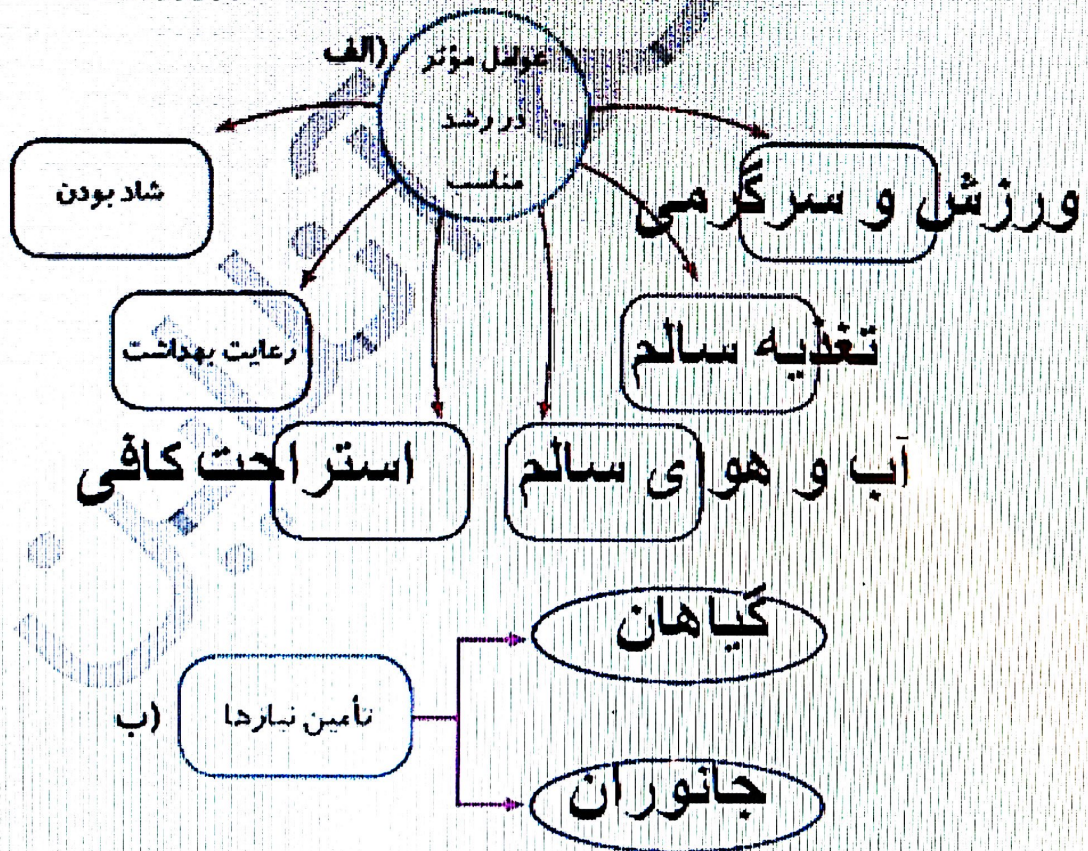 الف)
عوامل مؤثر
در رشد
مناسب
ورزش و سرگرمی
شاد بودن
تغذیه سالم
رعایت بهداشت
آب و هوای سالم
استراحت کافی
گیاهان
ب)
تأمین نیازها
جانوران